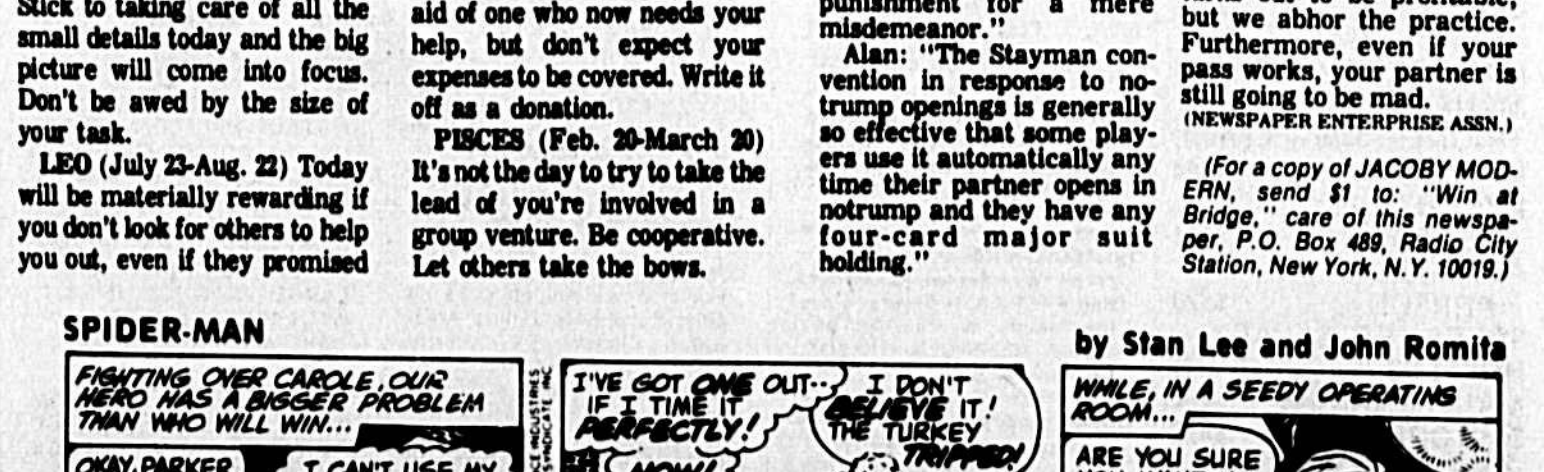 Stick to taking care of all the
small details today and the big
picture will come into focus.
Don't be awed by the size of
your task.
LEO (July 23-Aug. 22) Today
will be materially rewarding if
you don't look for others to help
you out, even if they promised
aid of one who now needs your
help, but don't expect your
expenses to be covered. Write it
off as a donation.
PISCES (Feb. 20-March 20)
It's not the day to try to take the
lead of you're involved in a
group venture. Be cooperative.
Let others take the bows.
punishment for a mere
misdemeanor."
Alan: "The Stayman con-
vention in response to no-
trump openings is generally
so effective that some play-
ers use it automatically any
time their partner opens in
notrump and they have any
four-card major suit
holding."
but we abhor the practice.
Furthermore, even if your
pass works, your partner is
still going to be mad.
(NEWSPAPER ENTERPRISE ASSN.)
(For a copy of JACOBY MOD-
ERN, send $1 to: "Win at
Bridge," care of this newspa-
per, P.O. Box 489, Radio City
Station, New York, N.Y. 10019.)
SPIDER-MAN
by Stan Lee and John Romita
FIGHTING OVER CAROLE, OUR
HERO HAS A BIGGER PROBLEM
THAN WHO WILL WIN...
OKAY, PARKER
I CAN'T USE MY
I'VE GOT ONE OUT--
IF I TIME IT
PERFECTLY!
NOW!
I DON'T
BELIEVE IT!
THE TURKEY
TRIPPED!
WHILE, IN A SEEDY OPERATING
ROOM...
ARE YOU SURE